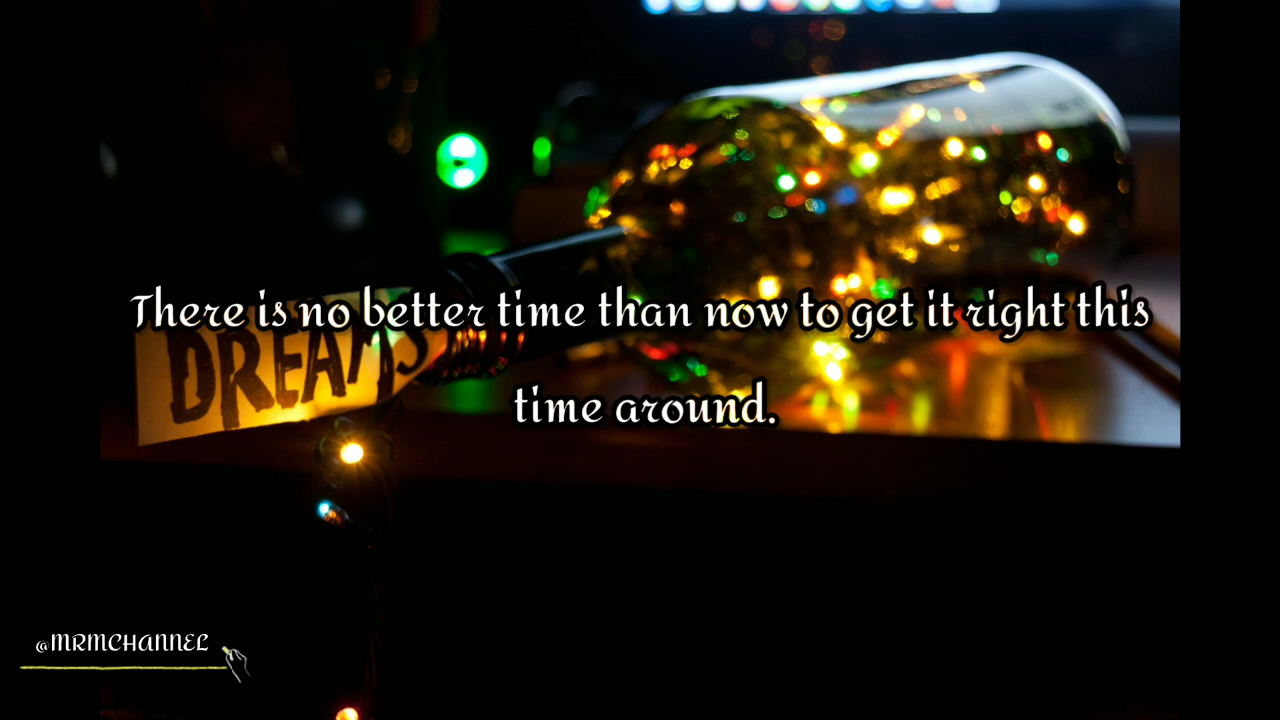 There is no better time than now to get it right this
DREAMS
time around.
@MRMCHANNEL